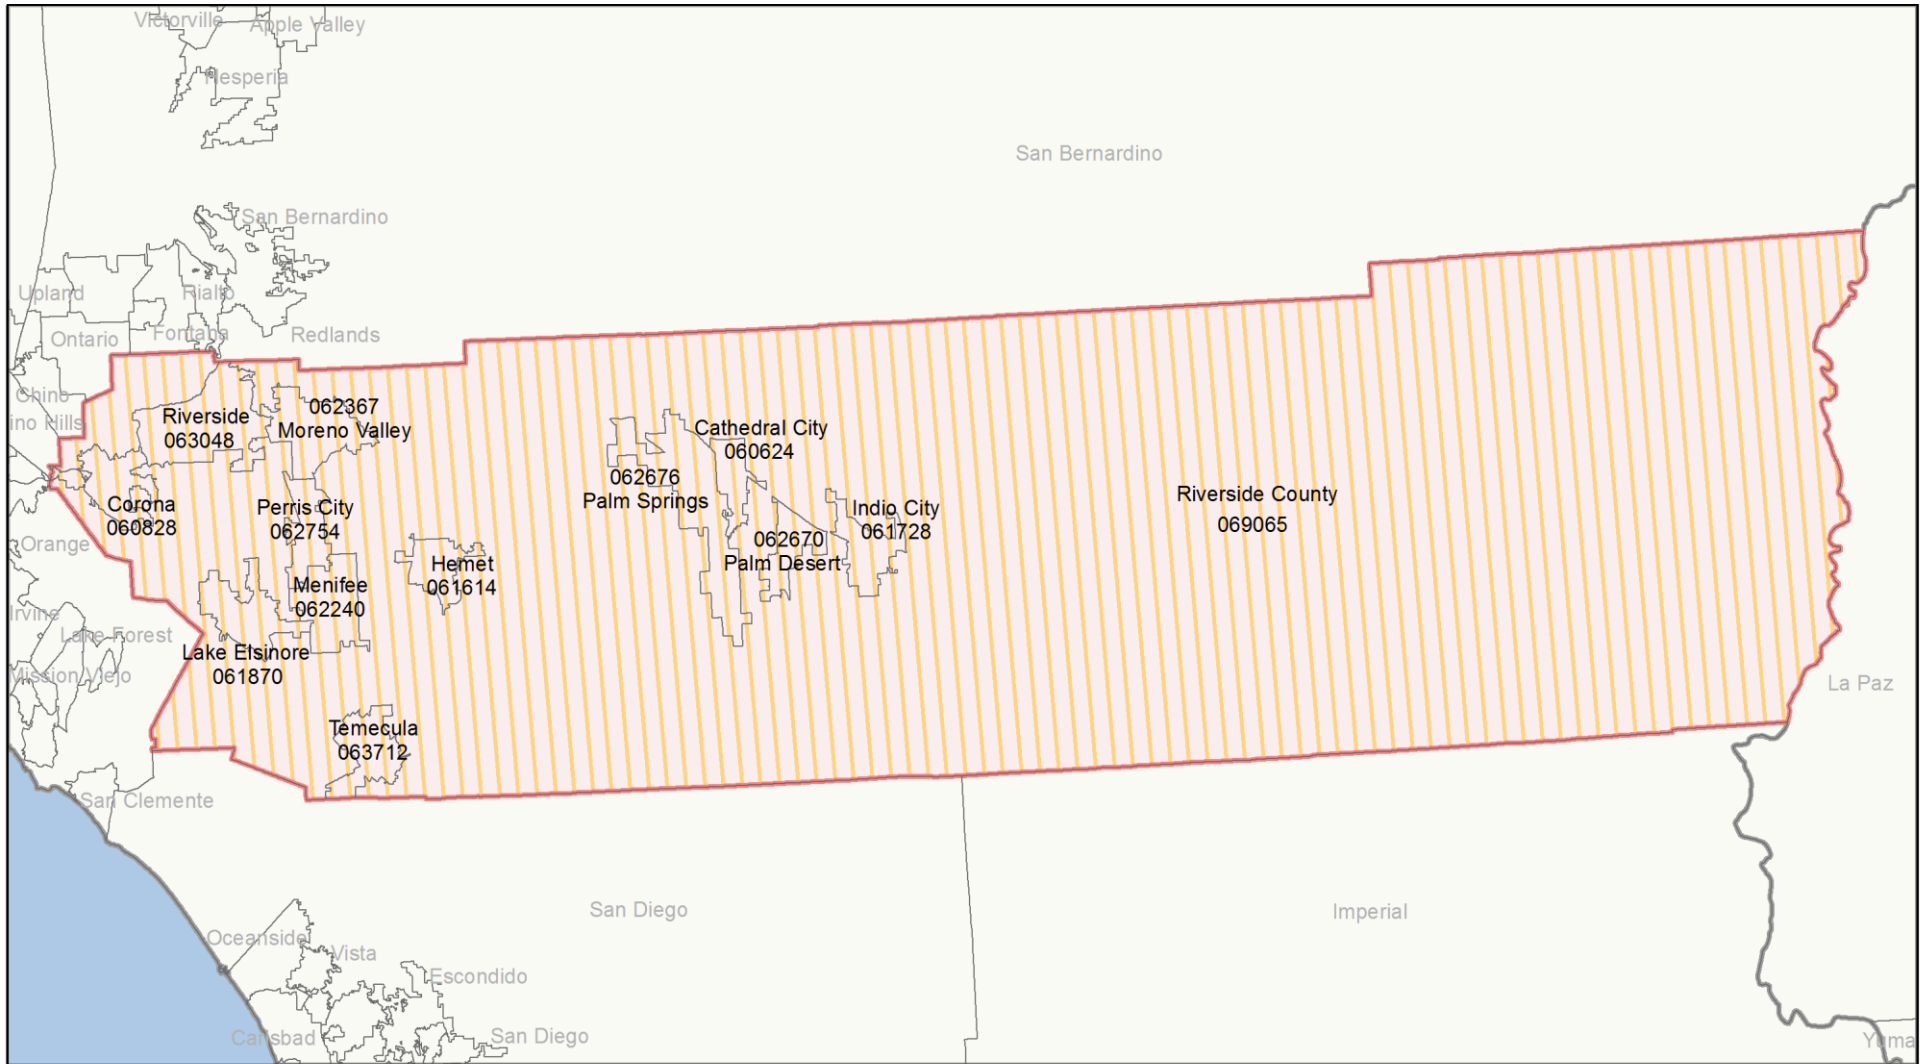 Victorville
Apple Valley
Hesperia
San Bernardino
San Bernardino
Upland
Rialto
Ontario
Fontana
Redlands
Chino
ino Hills
Riverside
063048
062367
Moreno Valley
Cathedral City
060624
062676
Palm Springs
Corona
060828
Perris City
062754
Indio City
061728
Riverside County
069065
062670
Palm Desert
Orange
Hemet
061614
Menifee
062240
Irvine
Lake Forest
Lake Elsinore
061870
Mission Viejo
La Paz
Temecula
063712
San Clemente
San Diego
Imperial
Oceanside
Vista
Escondido
Carlsbad
San Diego
Yuma